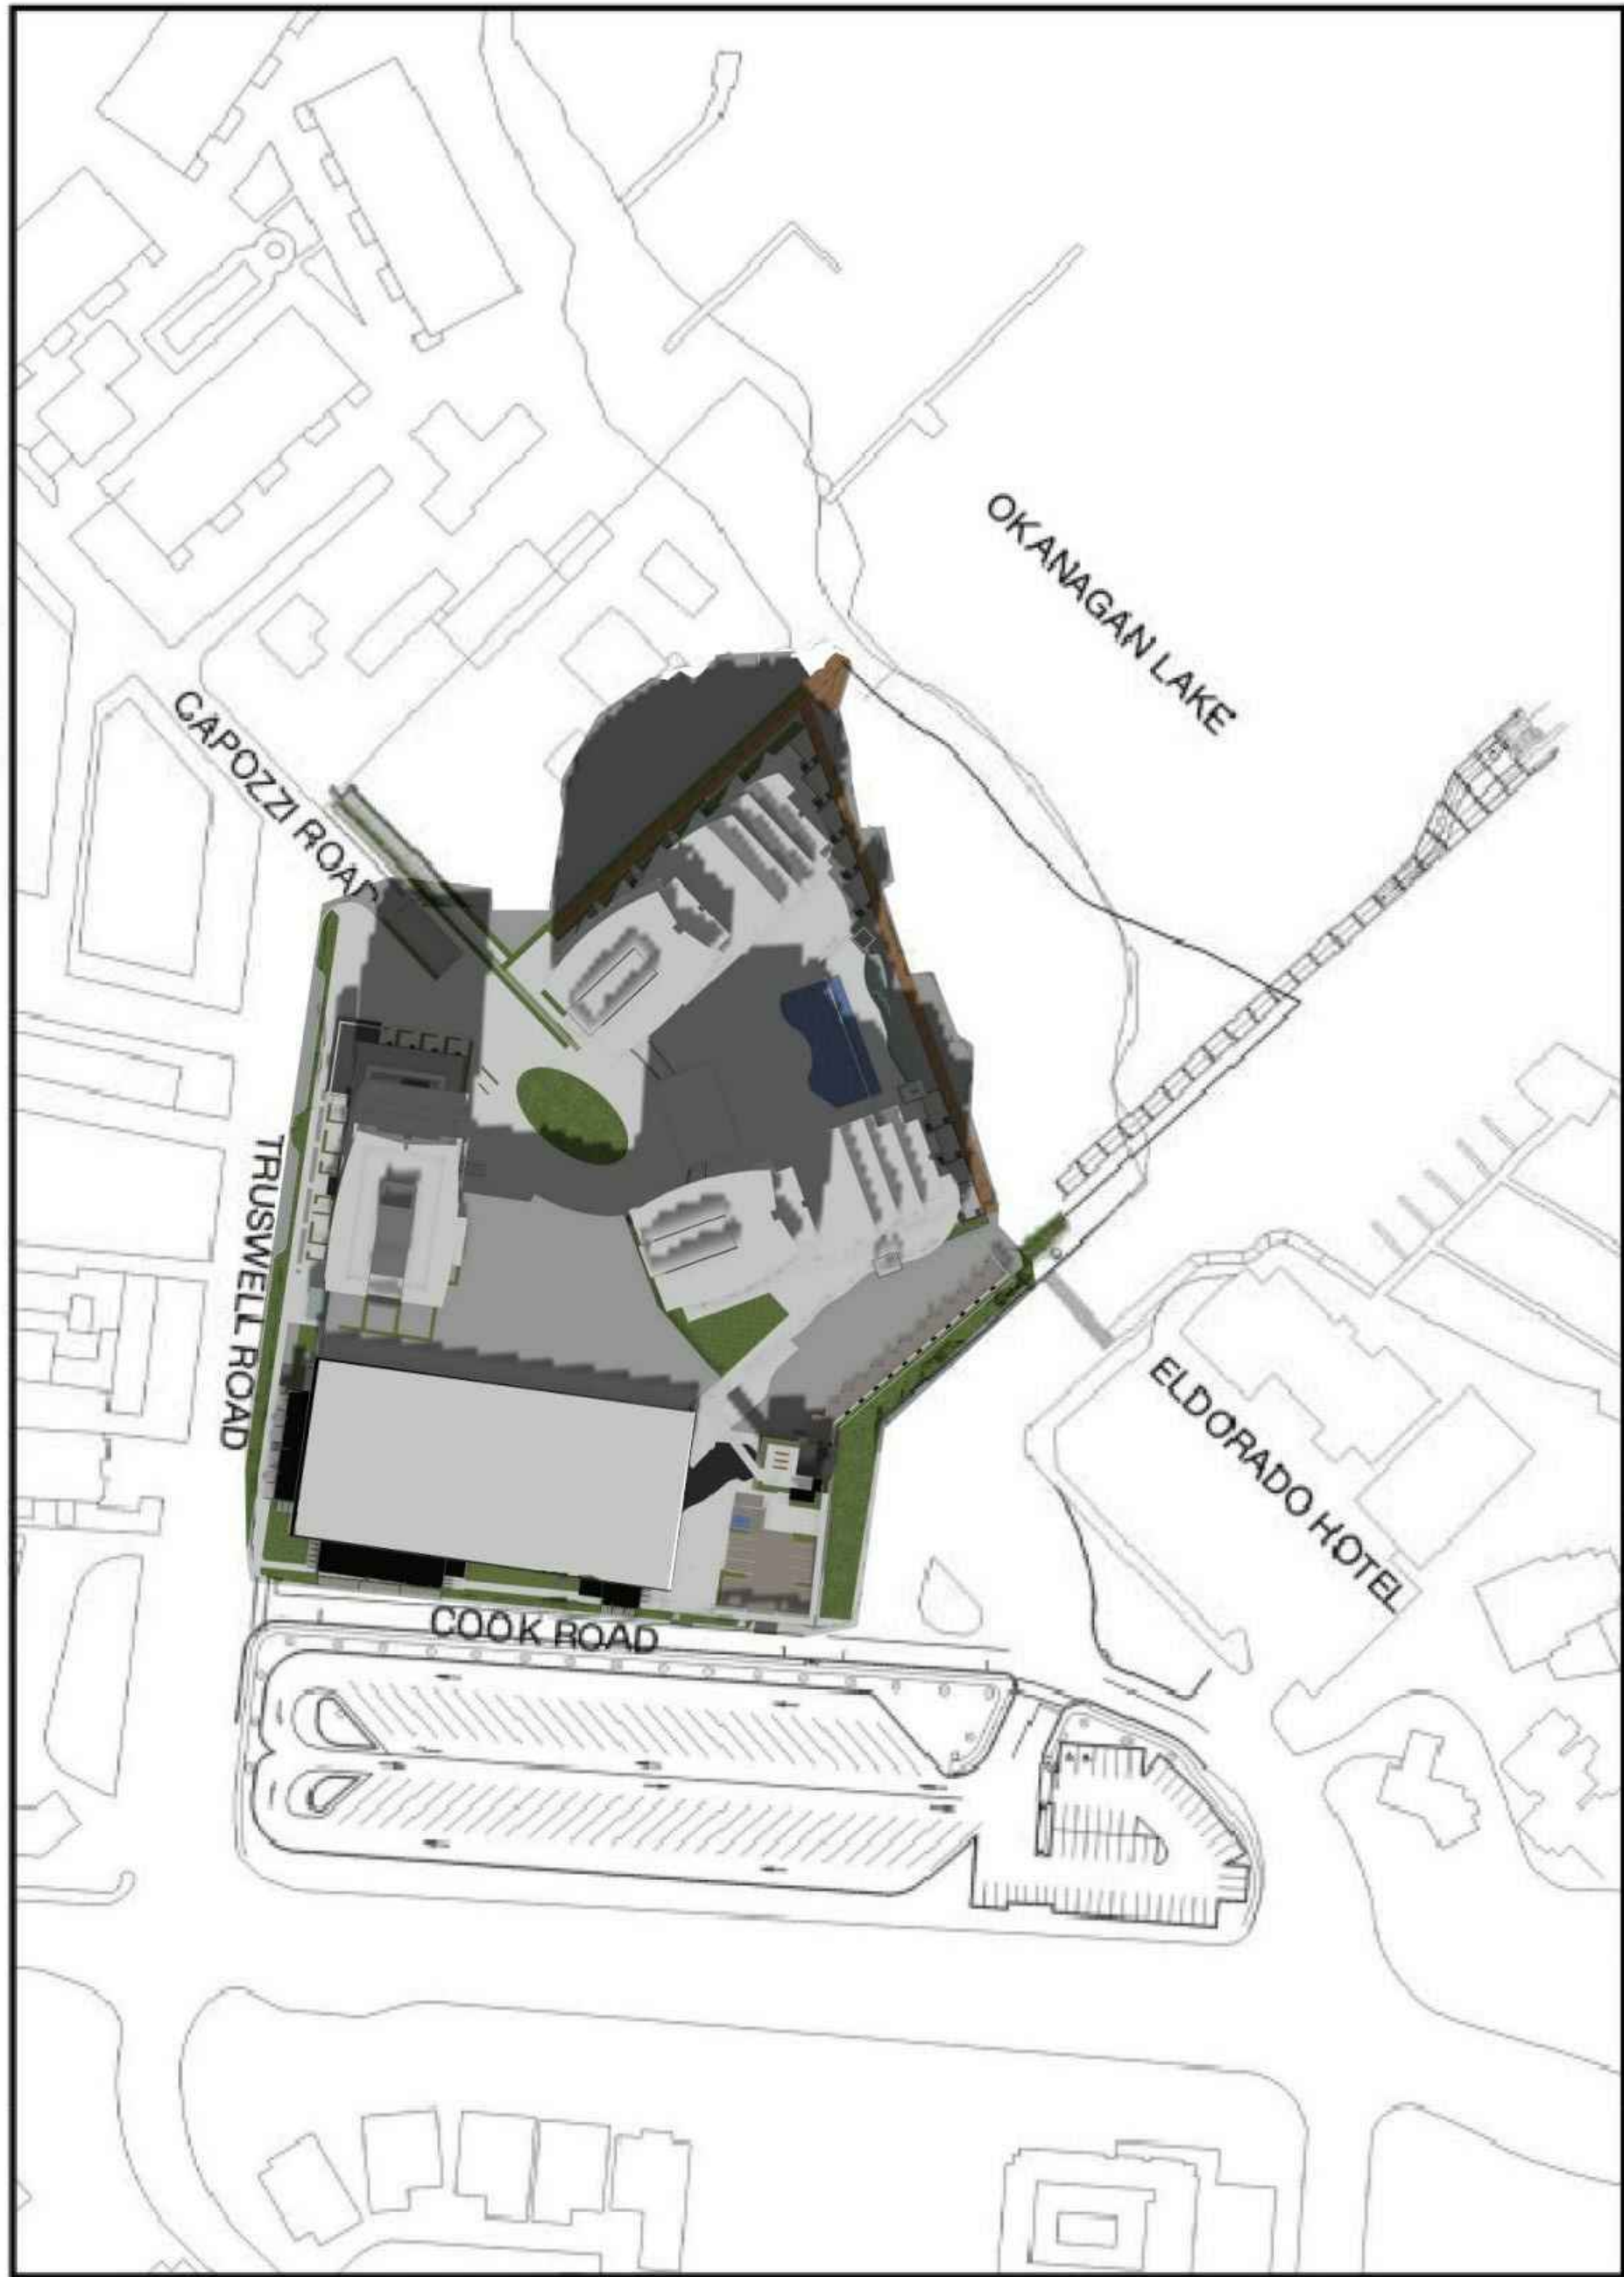 OKANAGAN LAKE
CAPOZZI ROAD
TRUSWELL ROAD
ELDORADO HOTEL
COOK ROAD